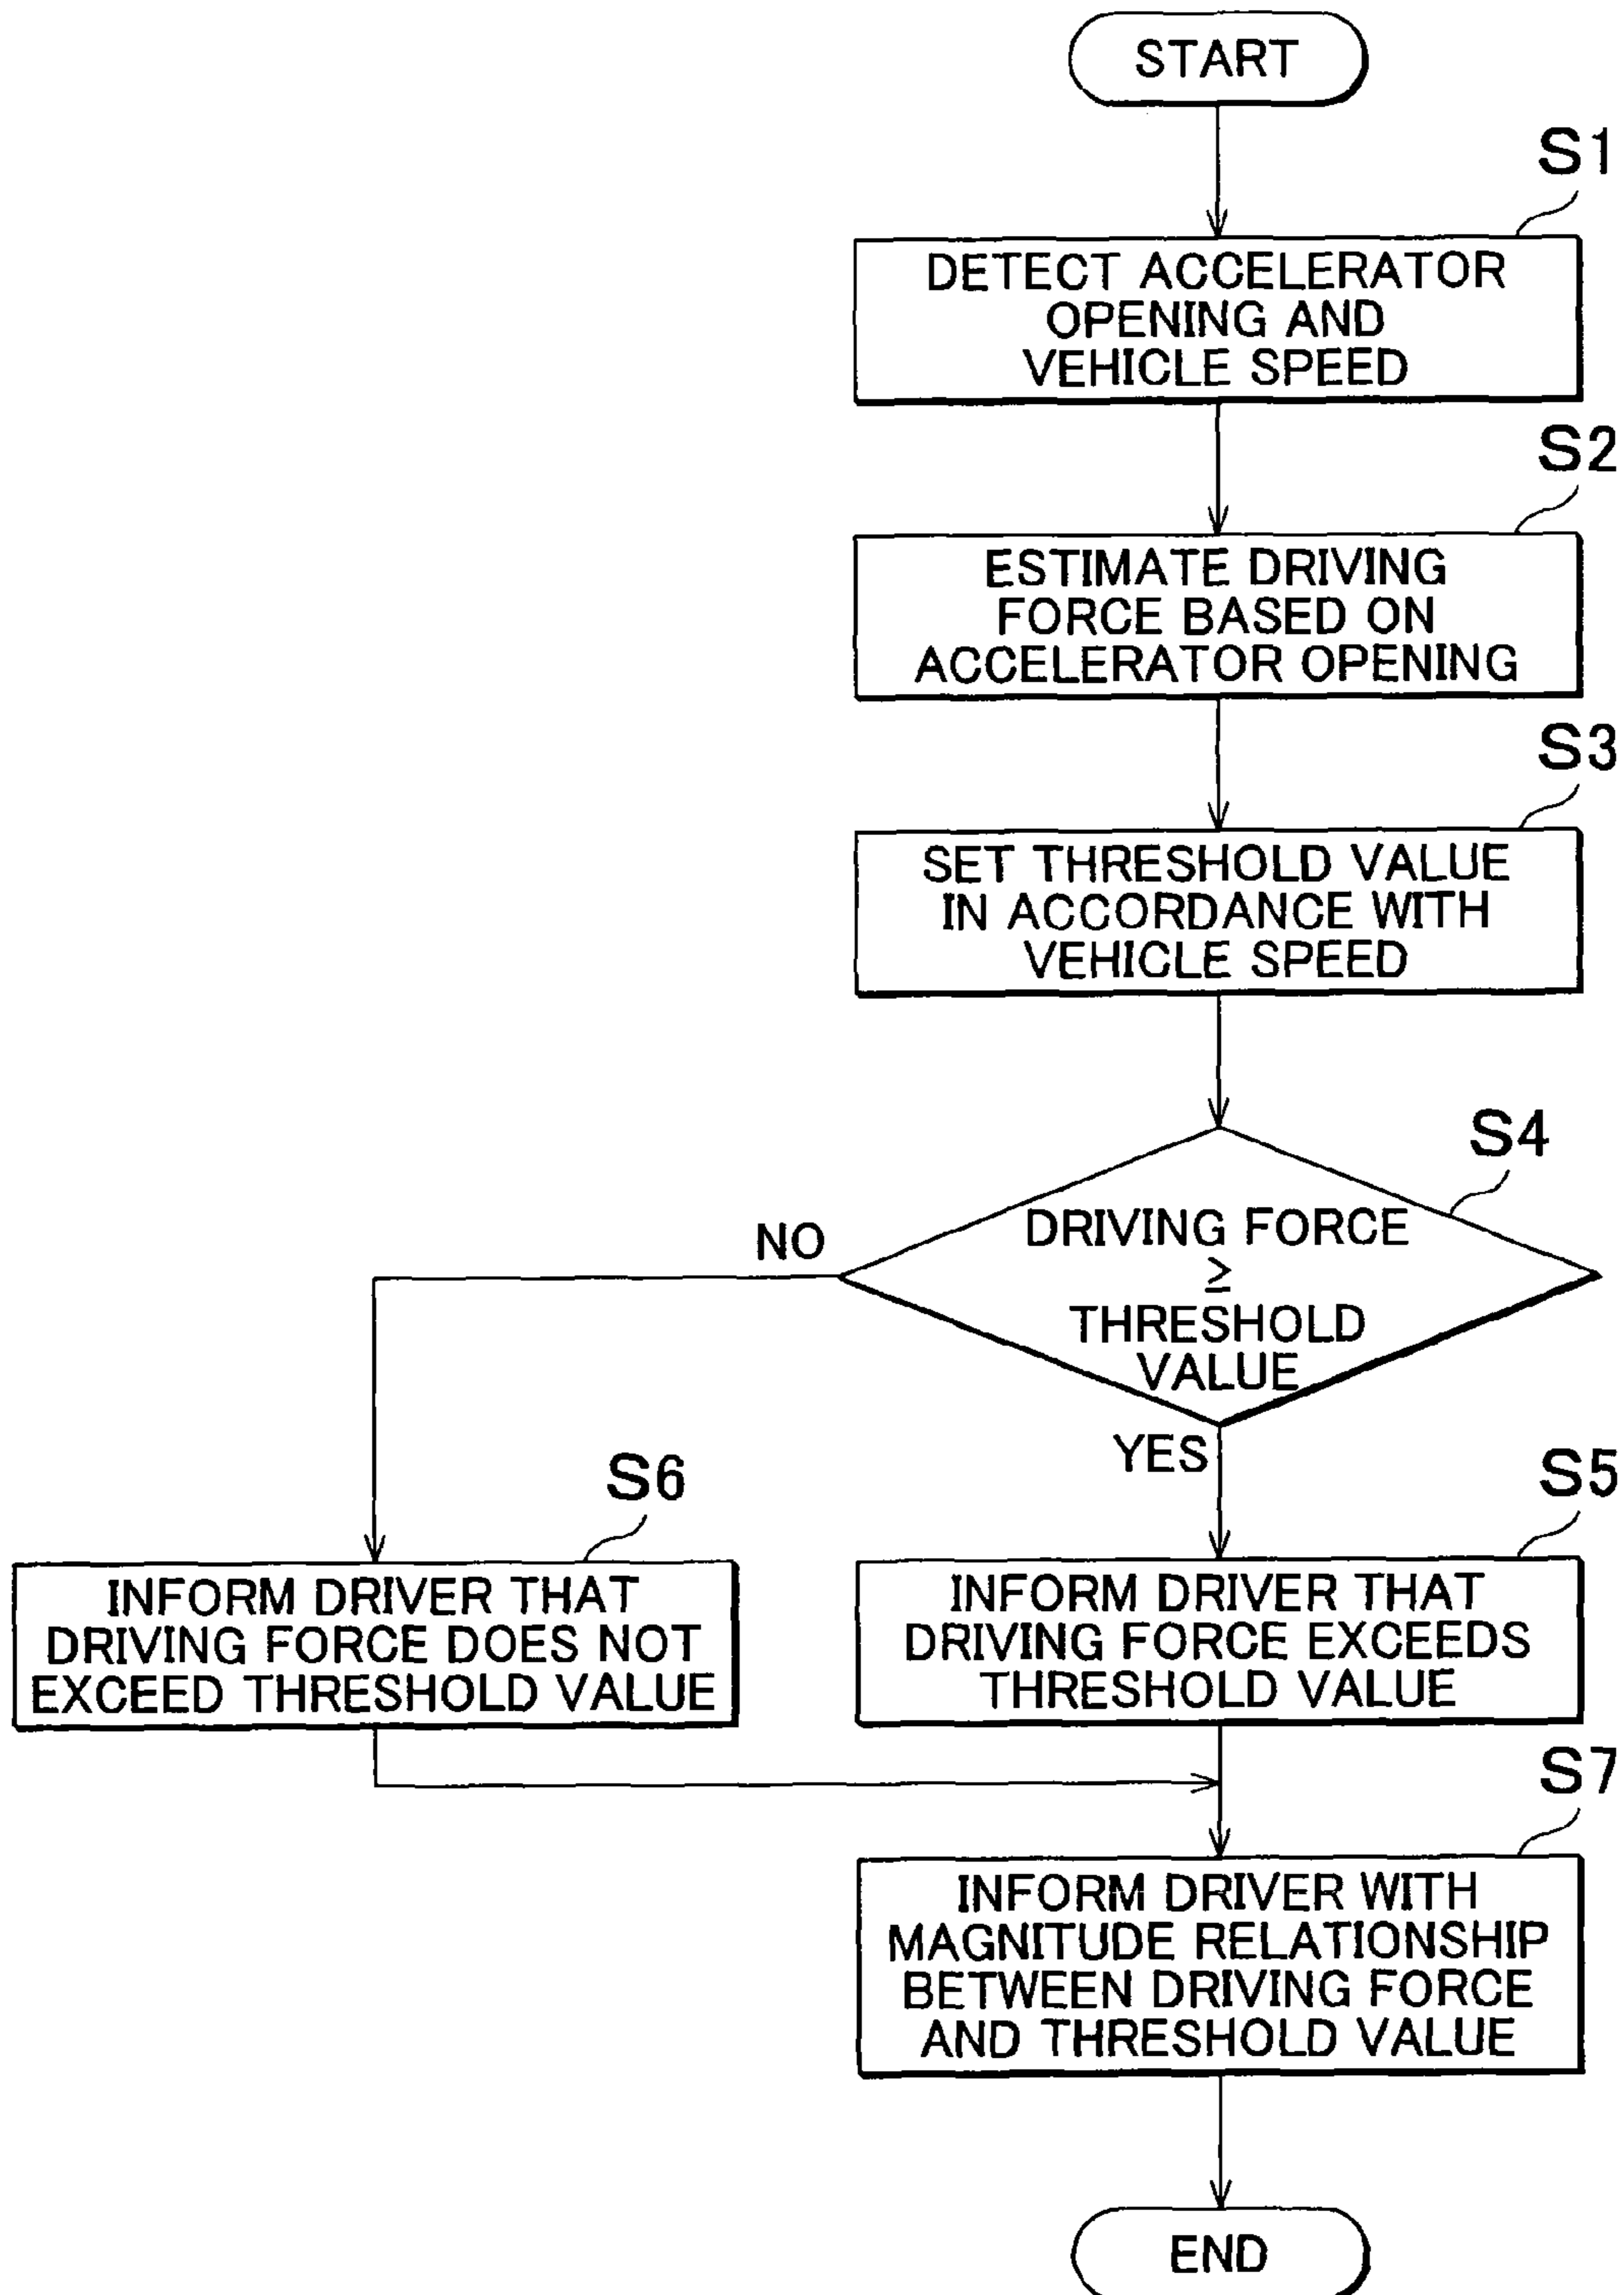 START
S1
DETECT ACCELERATOR
OPENING AND
VEHICLE SPEED
S2
ESTIMATE DRIVING
FORCE BASED ON
ACCELERATOR OPENING
S3
SET THRESHOLD VALUE
IN ACCORDANCE WITH
VEHICLE SPEED
S4
DRIVING FORCE
≥
THRESHOLD
VALUE
NO
YES
S6
INFORM DRIVER THAT
DRIVING FORCE DOES NOT
EXCEED THRESHOLD VALUE
S5
INFORM DRIVER THAT
DRIVING FORCE EXCEEDS
THRESHOLD VALUE
S7
INFORM DRIVER WITH
MAGNITUDE RELATIONSHIP
BETWEEN DRIVING FORCE
AND THRESHOLD VALUE
END